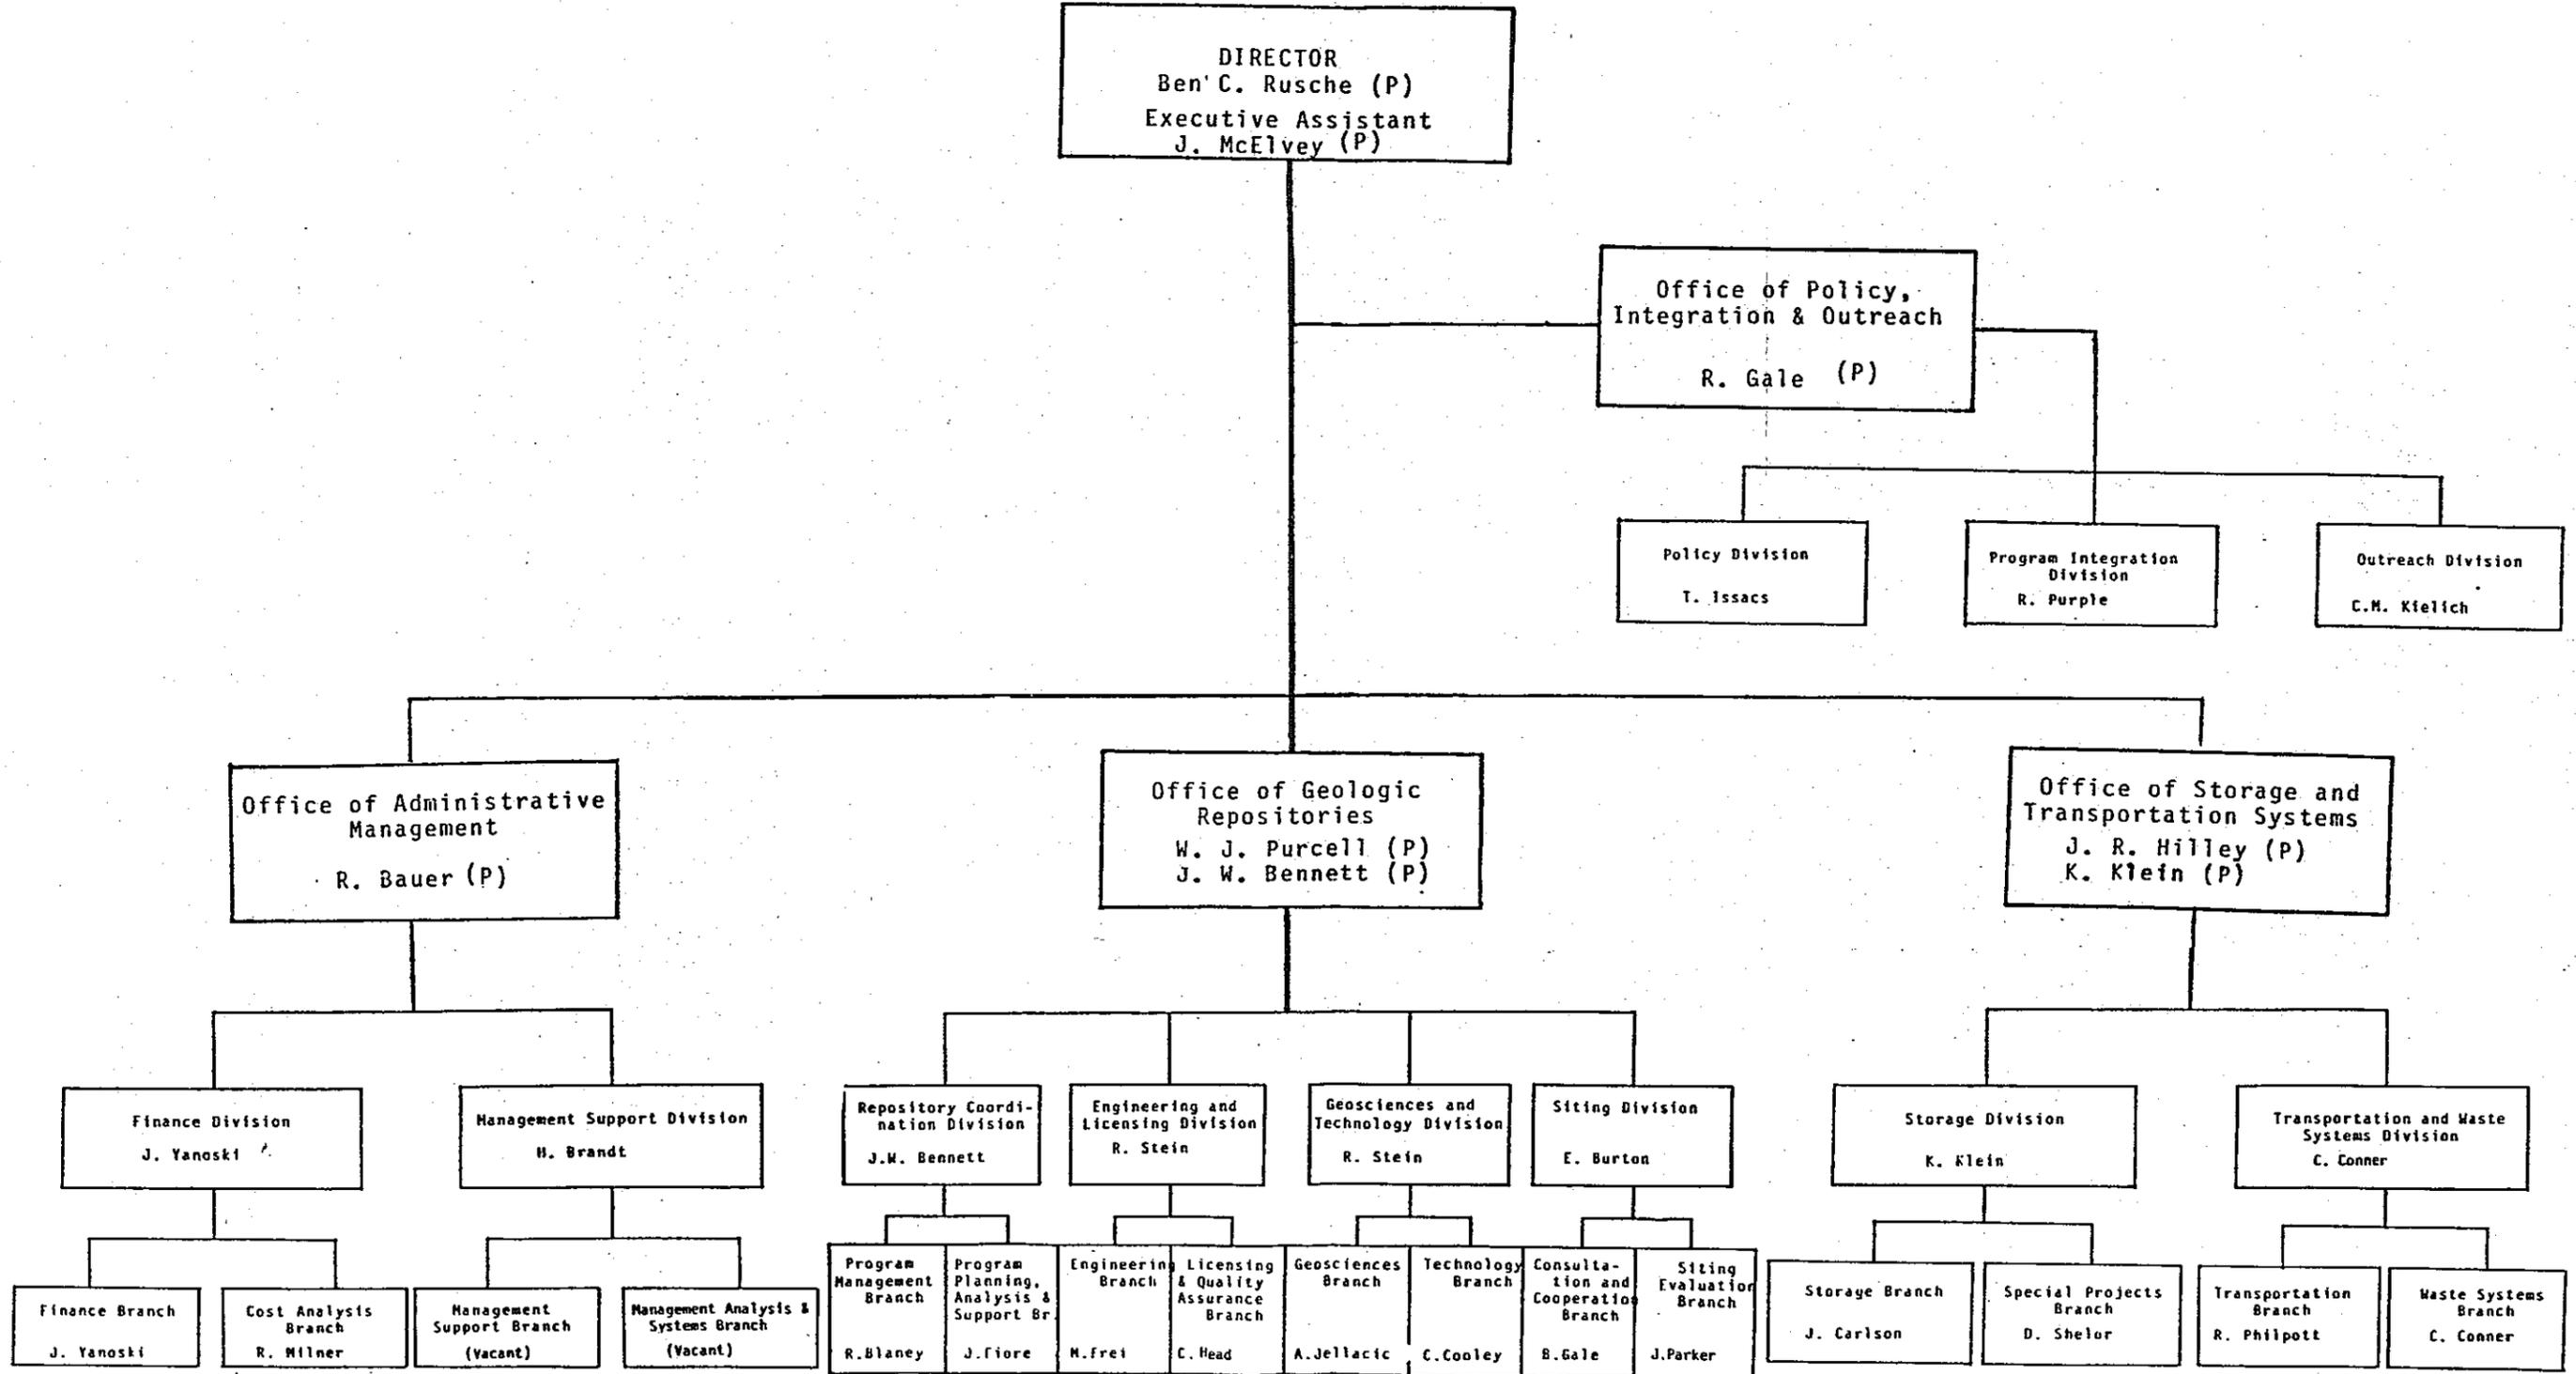 DIRECTOR
Ben C. Rusche (P)
Executive Assistant
J. McElvey (P)
Office of Policy,
Integration & Outreach
R. Gale (P)
Policy Division
T. Issacs
Program Integration
Division
R. Purple
Outreach Division
C.M. Kielich
Office of Administrative
Management
R. Bauer (P)
Office of Geologic
Repositories
W. J. Purcell (P)
J. W. Bennett (P)
Office of Storage and
Transportation Systems
J. R. Hilley (P)
K. Klein (P)
Finance Division
J. Yanoski
Management Support Division
H. Brandt
Repository Coordi-
nation Division
J.W. Bennett
Engineering and
Licensing Division
R. Stein
Geosciences and
Technology Division
R. Stein
Siting Division
E. Burton
Storage Division
K. Klein
Transportation and Waste
Systems Division
C. Conner
Finance Branch
J. Yanoski
Cost Analysis
Branch
R. Milner
Management
Support Branch
(Vacant)
Management Analysis &
Systems Branch
(Vacant)
Program
Management
Branch
R.Blaney
Program
Planning,
Analysis &
Support Br.
J.Fiore
Engineering
Branch
M.Frei
Licensing
& Quality
Assurance
Branch
C. Head
Geosciences
Branch
A.Jellacic
Technology
Branch
C.Cooley
Consulta-
tion and
Cooperation
Branch
B.Gale
Siting
Evaluation
Branch
J.Parker
Storage Branch
J. Carlson
Special Projects
Branch
D. Shelor
Transportation
Branch
R. Philpott
Waste Systems
Branch
C. Conner